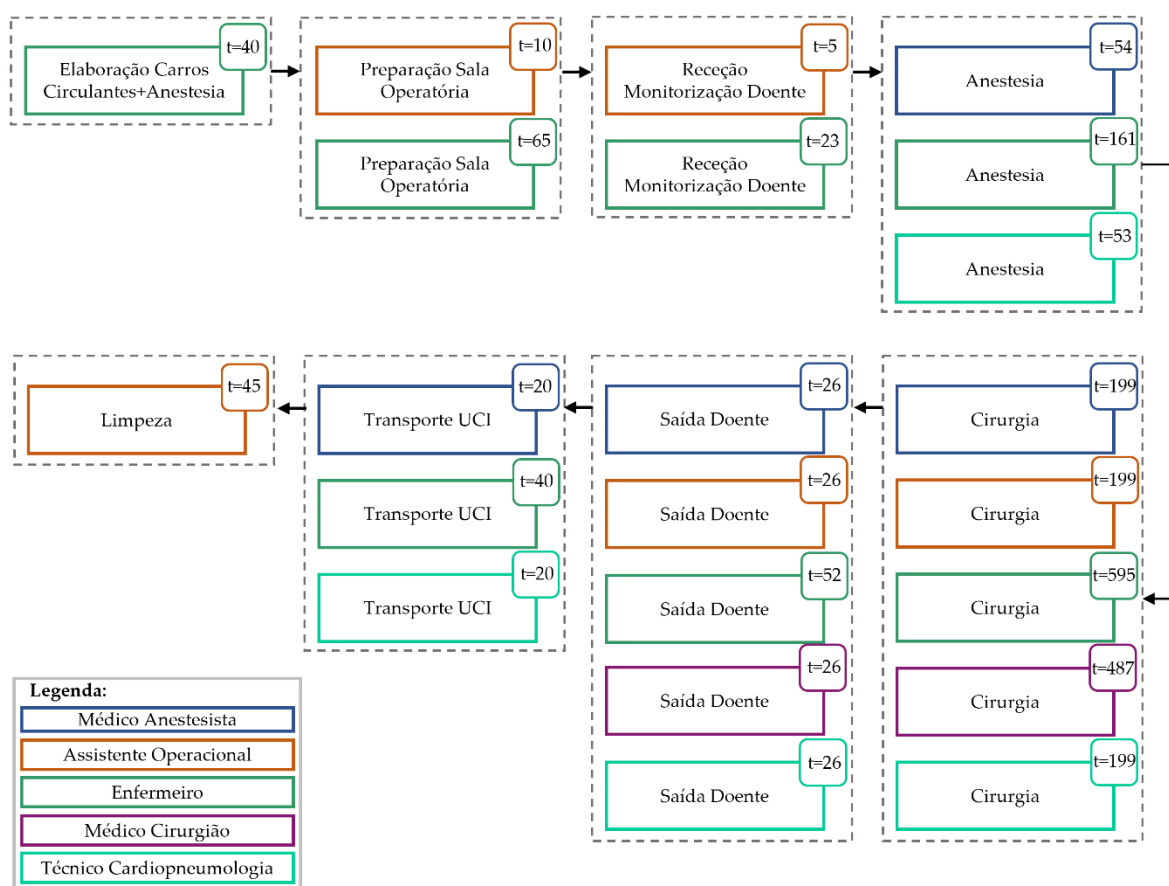 t=40
Elaboração Carros
Circulantes+Anestesia
t=10
Preparação Sala
Operatória
t=65
Preparação Sala
Operatória
t=5
Receção
Monitorização Doente
t=23
Receção
Monitorização Doente
t=54
Anestesia
t=161
Anestesia
t=53
Anestesia
t=199
Cirurgia
t=199
Cirurgia
t=595
Cirurgia
t=487
Cirurgia
t=199
Cirurgia
t=26
Saída Doente
t=26
Saída Doente
t=52
Saída Doente
t=26
Saída Doente
t=26
Saída Doente
t=20
Transporte UCI
t=40
Transporte UCI
t=20
Transporte UCI
t=45
Limpeza
Legenda:
Médico Anestesista
Assistente Operacional
Enfermeiro
Médico Cirurgião
Técnico Cardiopneumologia